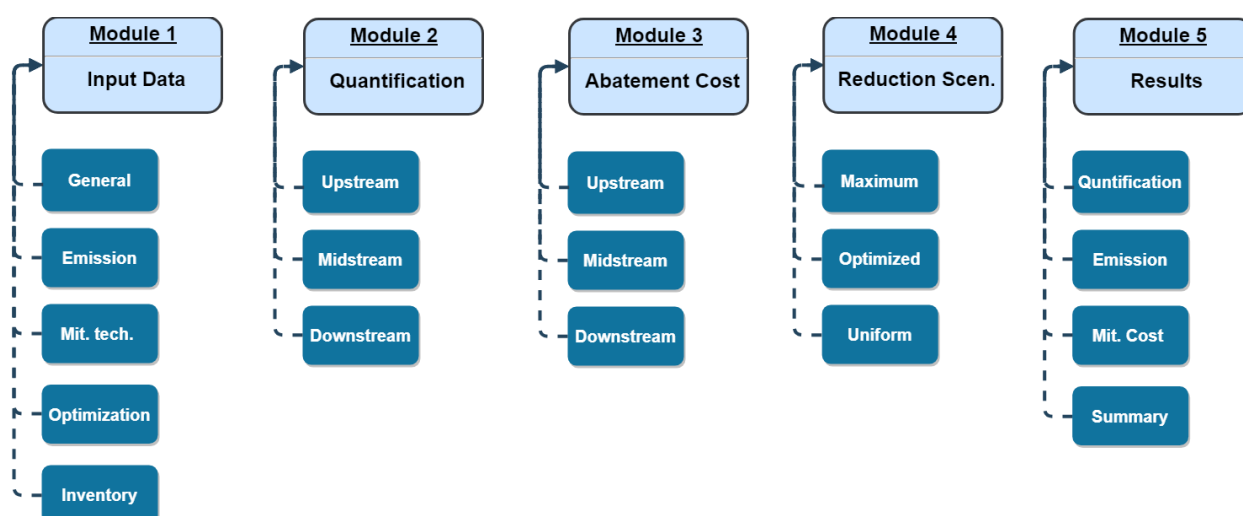 Module 1
Input Data
General
Emission
Mit. tech.
Optimization
Inventory
Module 2
Quantification
Upstream
Midstream
Downstream
Module 3
Abatement Cost
Upstream
Midstream
Downstream
Module 4
Reduction Scen.
Maximum
Optimized
Uniform
Module 5
Results
Quntification
Emission
Mit. Cost
Summary